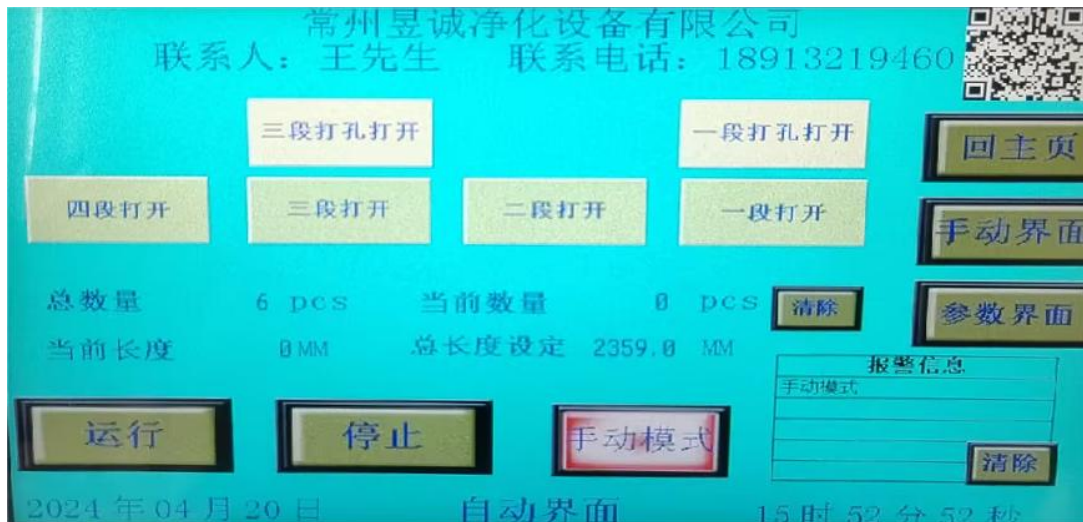 常州昱诚净化设备有限公司
联系人：王先生 联系电话：18913219460
三段打孔打开 一段打孔打开
回主页
四段打开 三段打开 二段打开 一段打开
手动界面
总数量 6 pcs 当前数量 0 pcs 清除
参数界面
当前长度 0 MM 总长度设定 2359.0 MM
报警信息
手动模式
运行 停止 手动模式
清除
2024 年 04 月 20 日 自动界面 15 时 52 分 52 秒